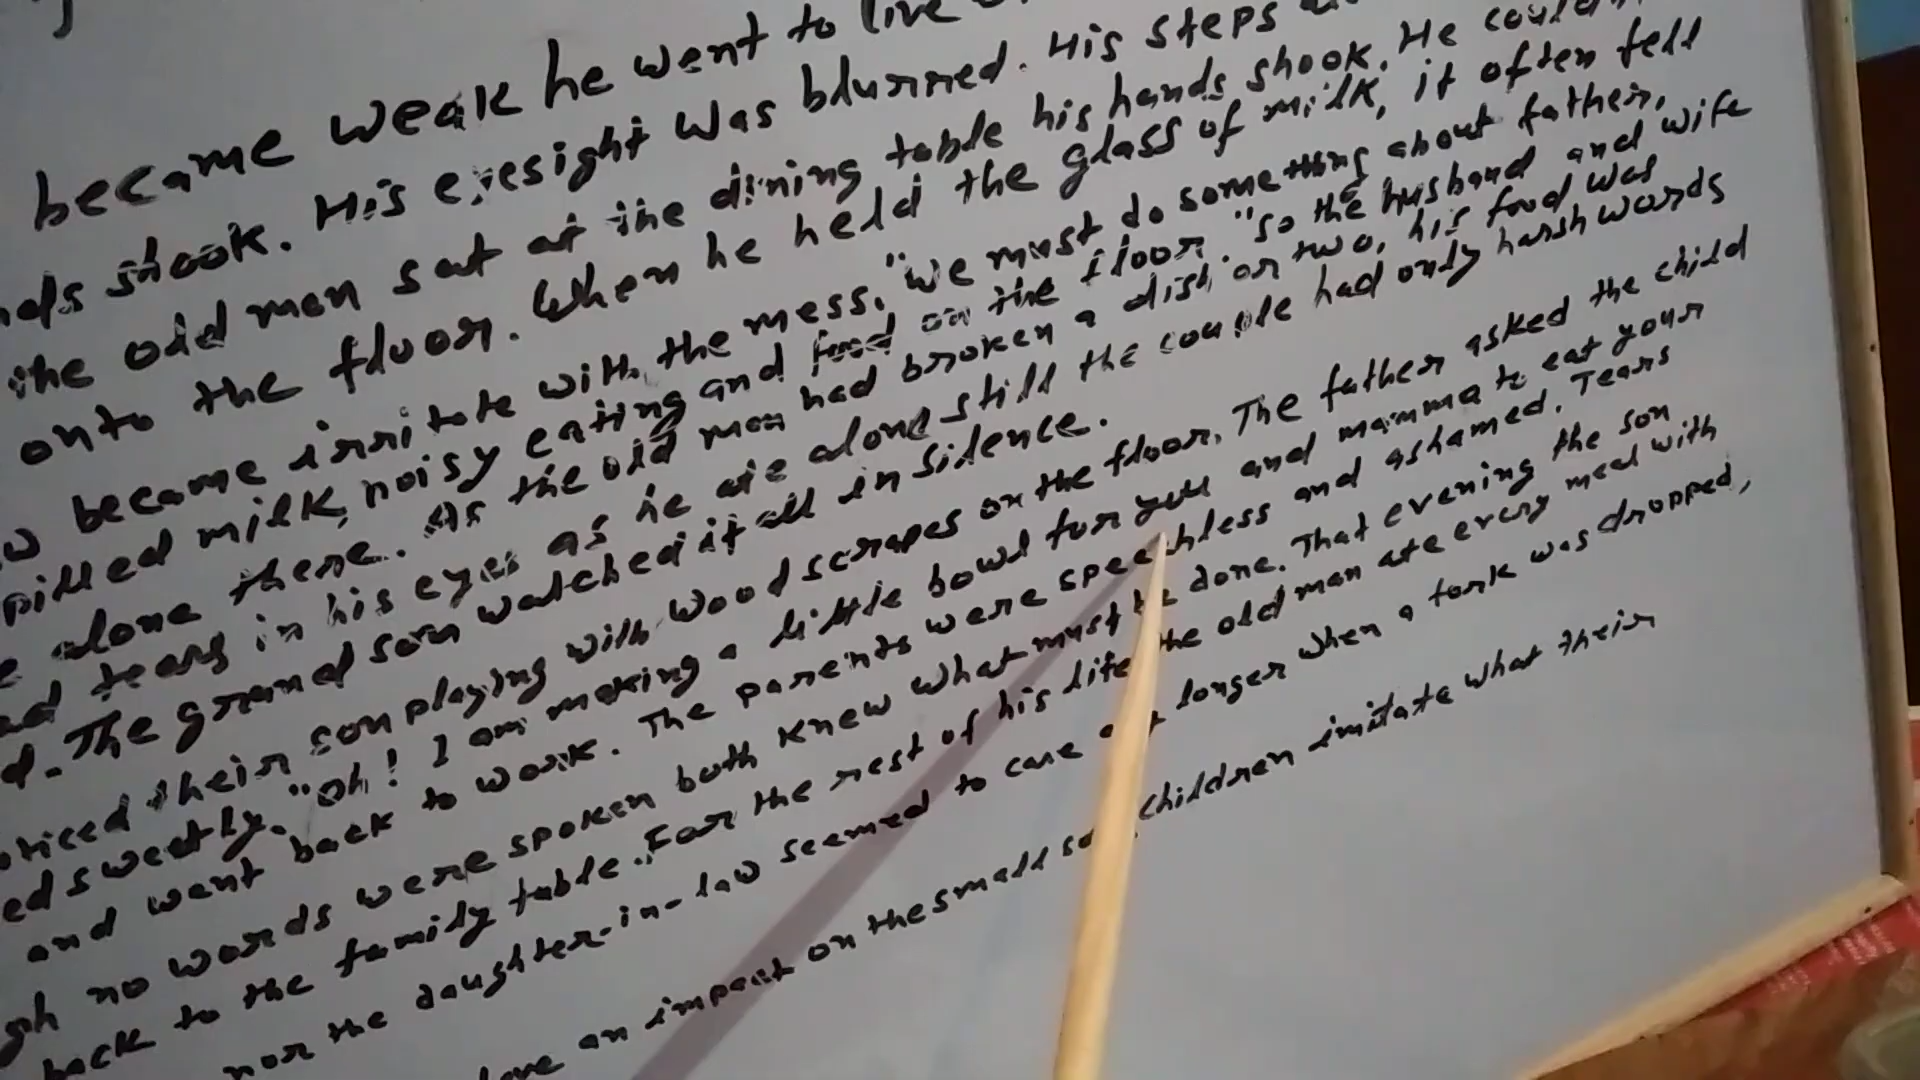 became weak he went to live
shook. His eyesight was blurred. His steps
the old man sat at the dining table his hands shook. He
onto the floor. When he held the glass of milk, it often fell
became irritate with the mess. "We must do something about father,
milk, noisy eating and food on the floor." So the husband and wife
alone there. As the old man had broken a dish or two, his food was
tears in his eyes as he ate alone still the couple had only harsh words
The grand son watched it all in silence.
their son playing with wood scrapes on the floor. The father asked the child
sweetly. "Oh! I am making a little bowl for you and mamma to eat your
and went back to work. The parents were speechless and ashamed. Tears
no words were spoken both knew what must be done. That evening the son
back to the family table. For the rest of his life the old man ate every meal with
nor the daughter-in-law seemed to care longer when a fork was dropped,
an impact on the small children imitate what their